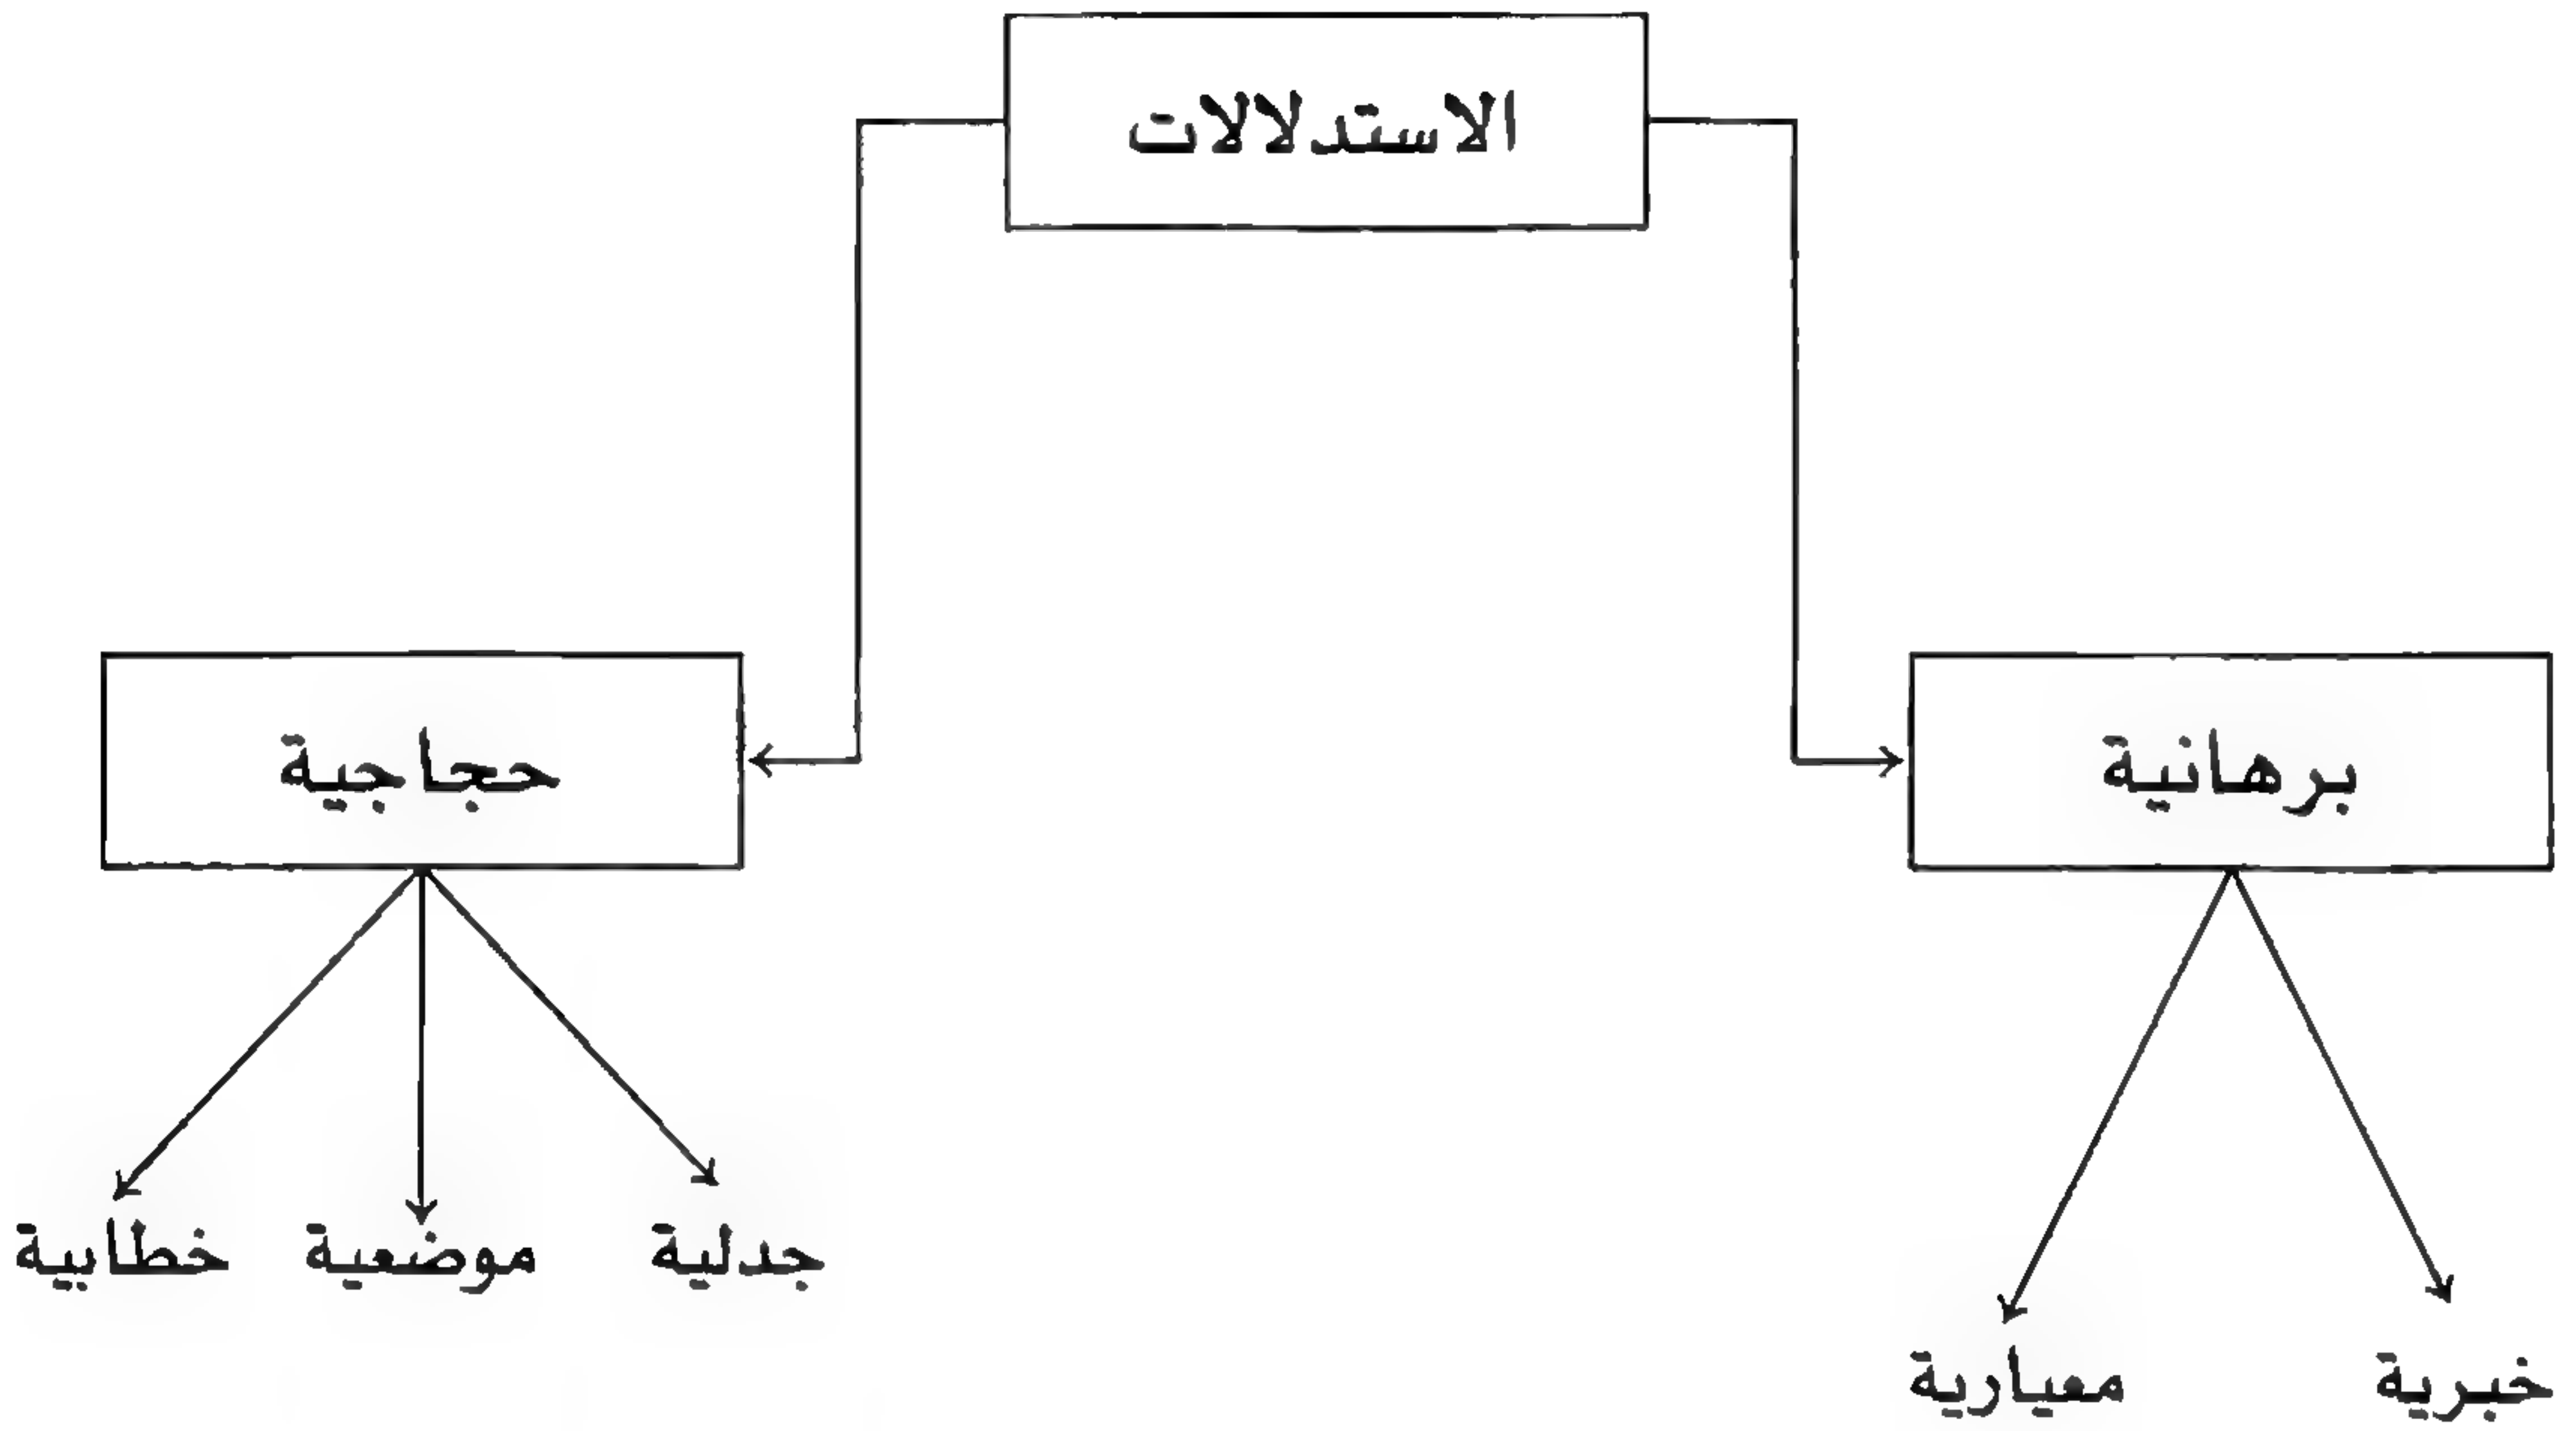 الاستدلالات
برهانية
حجاجية
جدلية
موضعية
خطابية
خبرية
معيارية